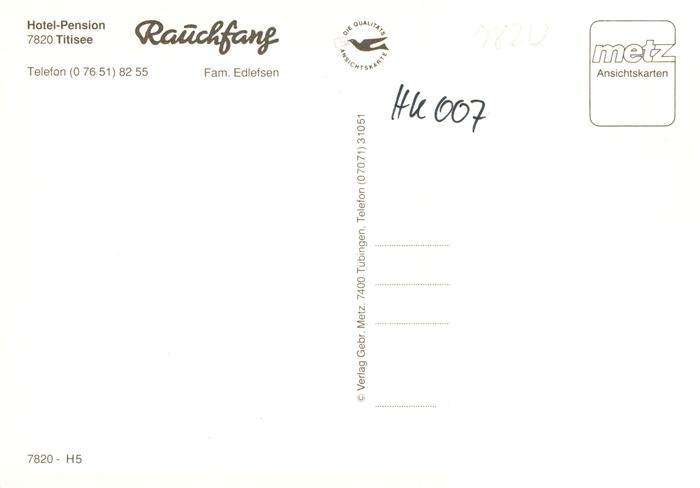 Hotel-Pension
7820 Titisee
Rauchfang
Telefon (0 76 51) 82 55
Fam. Edlefsen
DIE QUALITÄTS
ANSICHTSKARTE
metz
Ansichtskarten
HK 007
© Verlag Gebr. Metz, 7400 Tübingen, Telefon (07071) 31051
7820 - H5